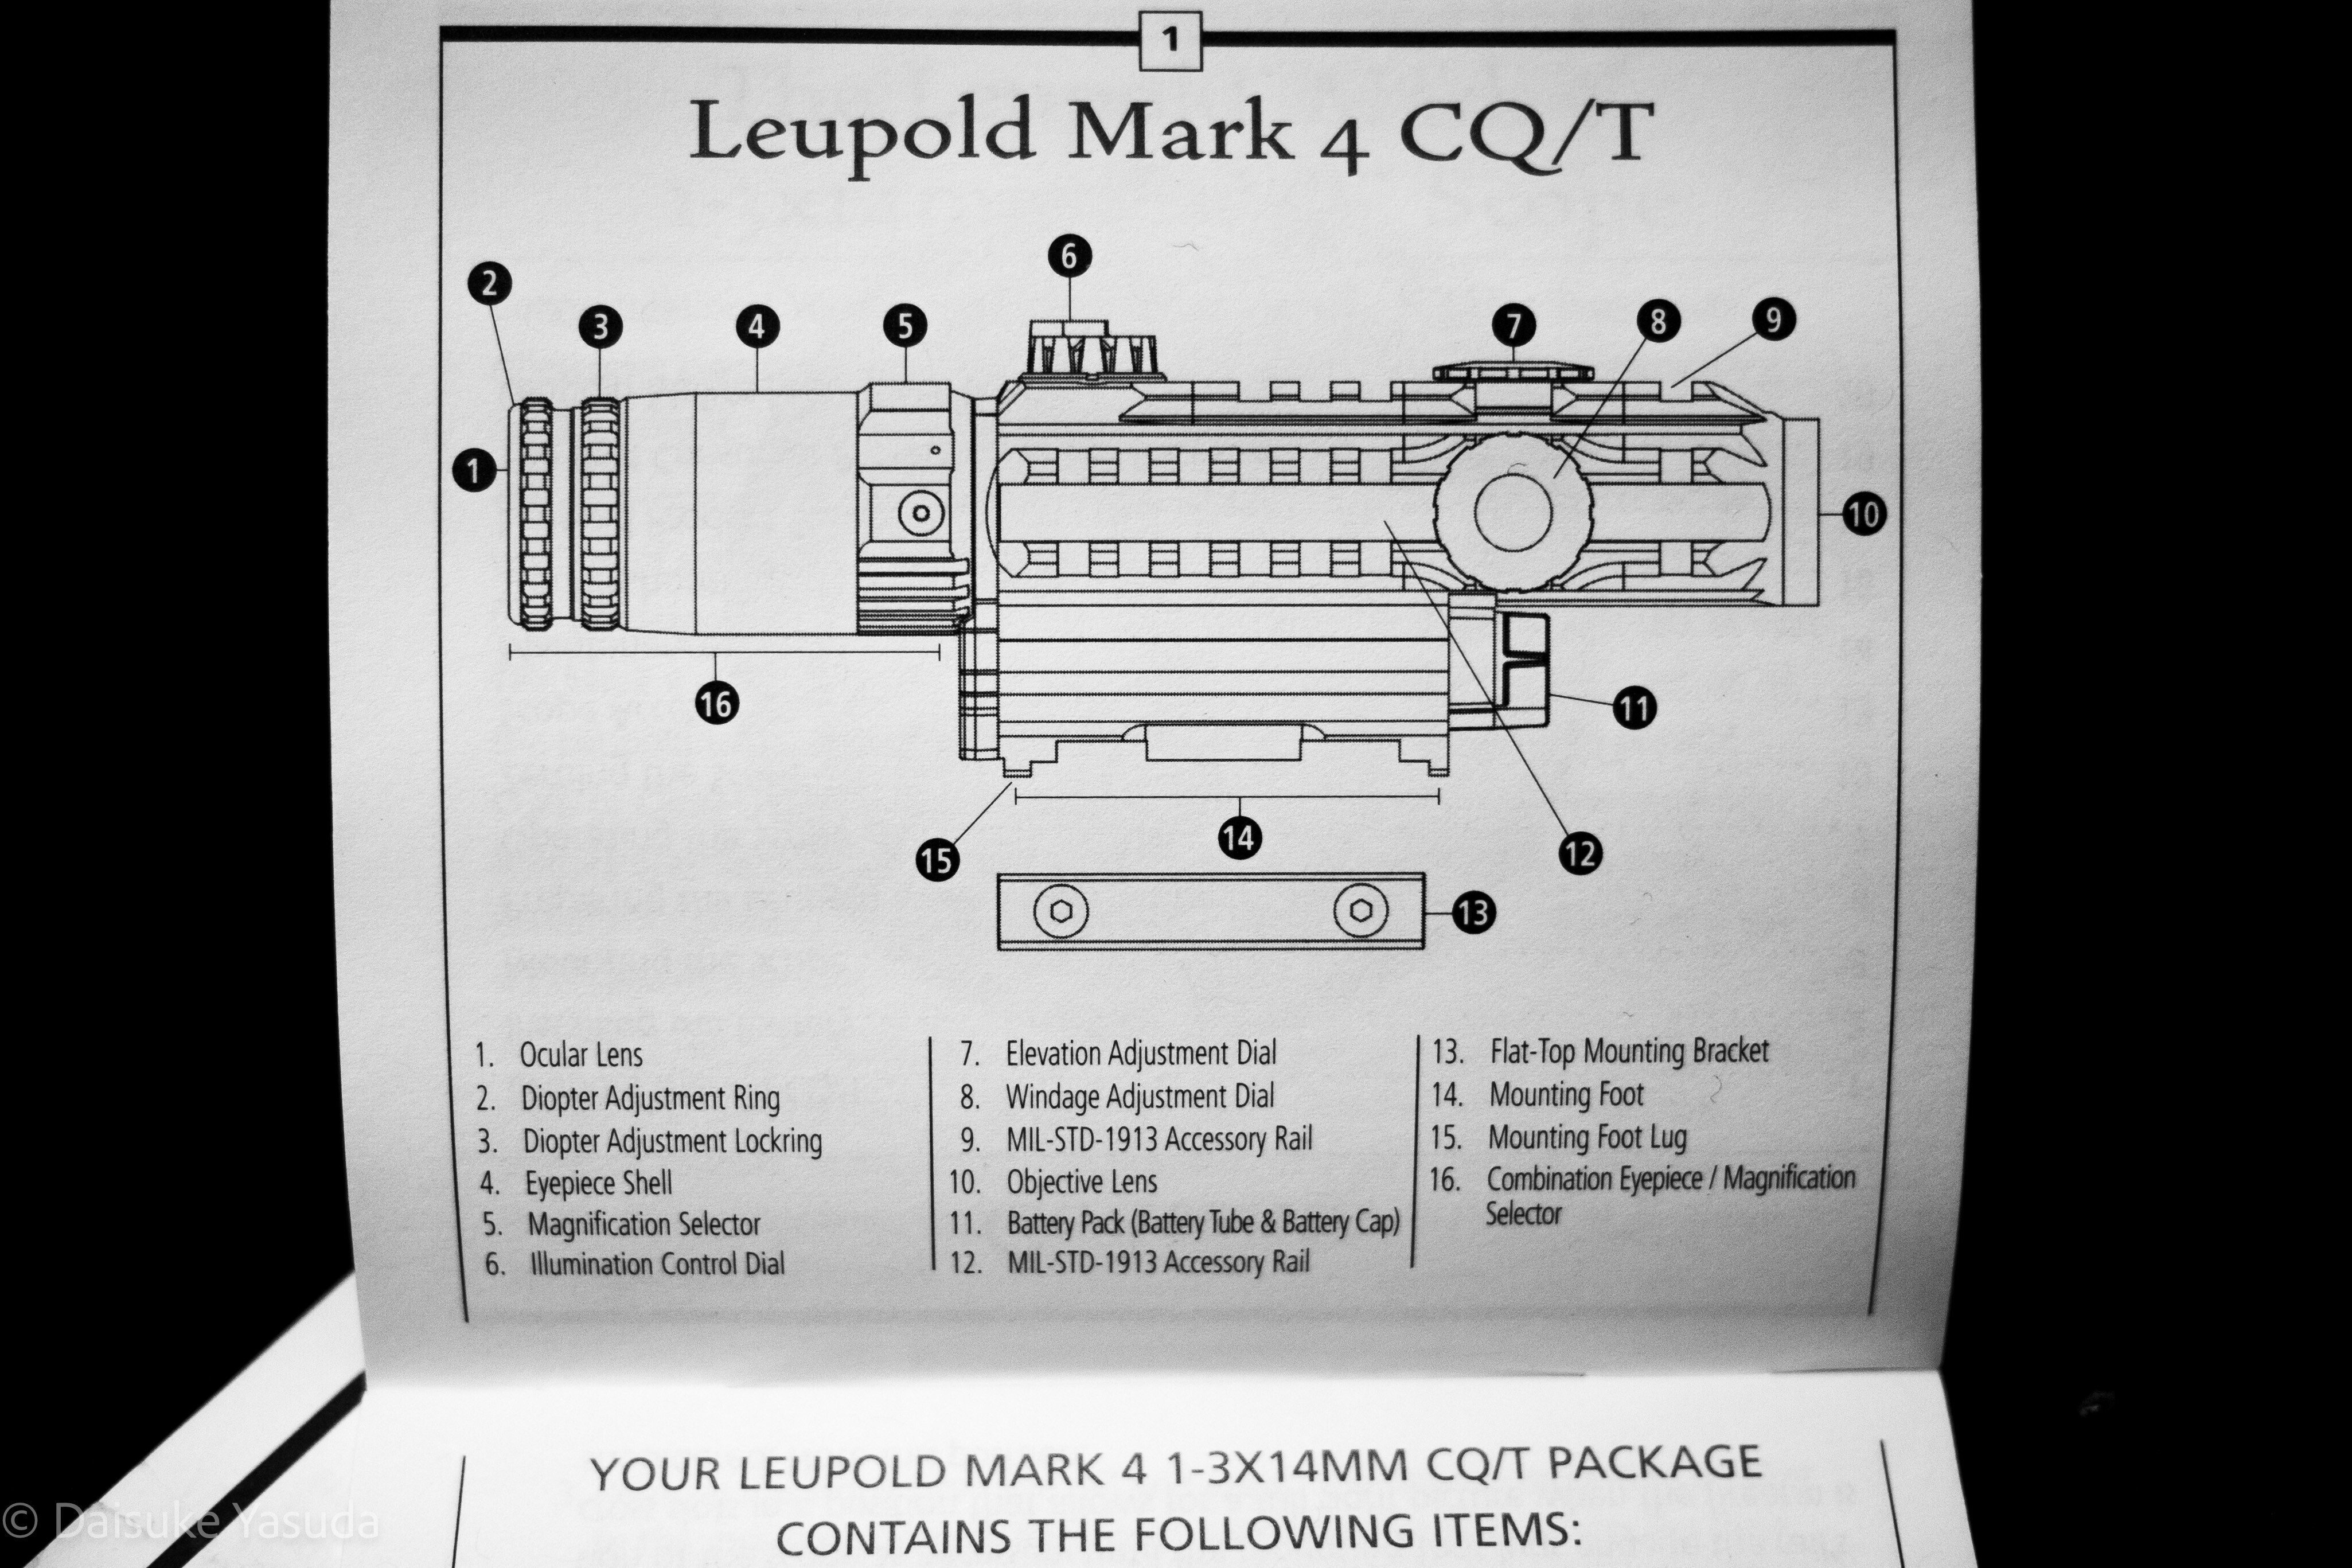 1
Leupold Mark 4 CQ/T
6
2
3
4
5
7
8
9
1
10
16
11
14
15
12
13
1. Ocular Lens
2. Diopter Adjustment Ring
3. Diopter Adjustment Lockring
4. Eyepiece Shell
5. Magnification Selector
6. Illumination Control Dial
7. Elevation Adjustment Dial
8. Windage Adjustment Dial
9. MIL-STD-1913 Accessory Rail
10. Objective Lens
11. Battery Pack (Battery Tube & Battery Cap)
12. MIL-STD-1913 Accessory Rail
13. Flat-Top Mounting Bracket
14. Mounting Foot
15. Mounting Foot Lug
16. Combination Eyepiece / Magnification
Selector
YOUR LEUPOLD MARK 4 1-3X14MM CQ/T PACKAGE
CONTAINS THE FOLLOWING ITEMS:
© Daisuke Yasuda